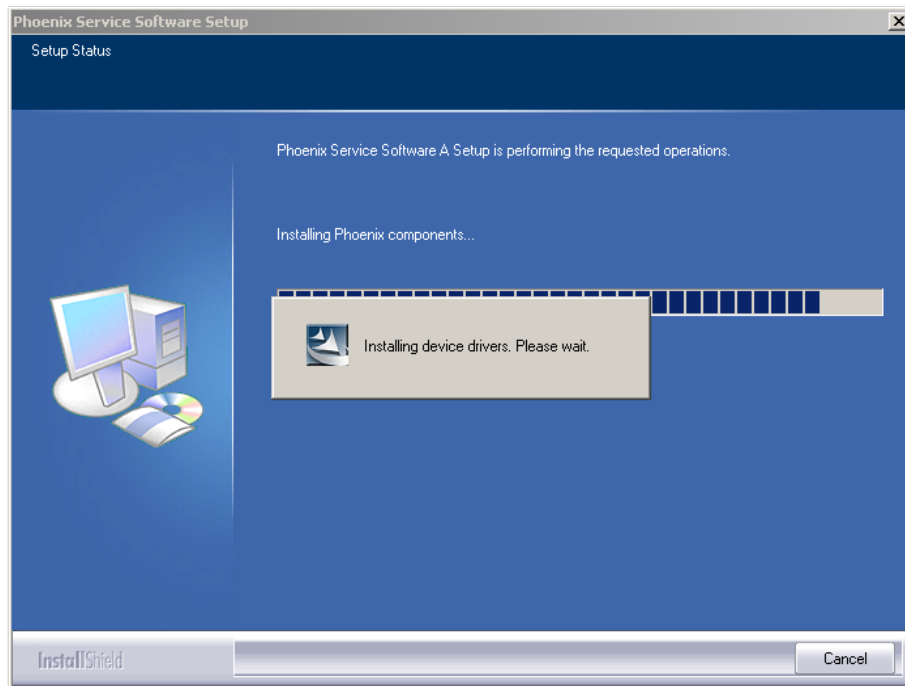 Phoenix Service Software Setup
Setup Status
Phoenix Service Software A Setup is performing the requested operations.
Installing Phoenix components...
Installing device drivers. Please wait.
InstallShield
Cancel